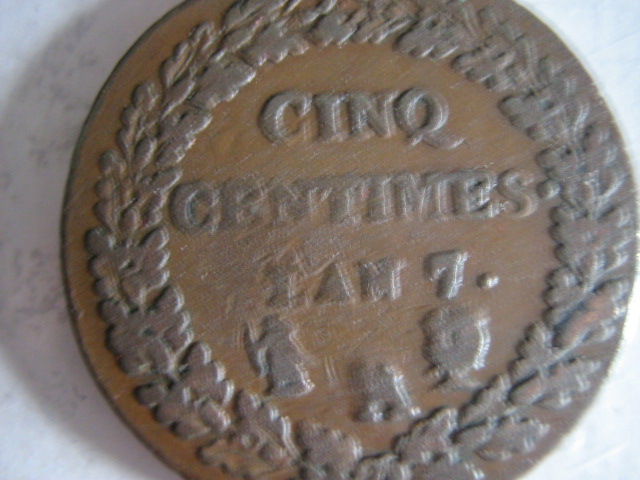 CINQ
CENTIMES.
L'AN 7.